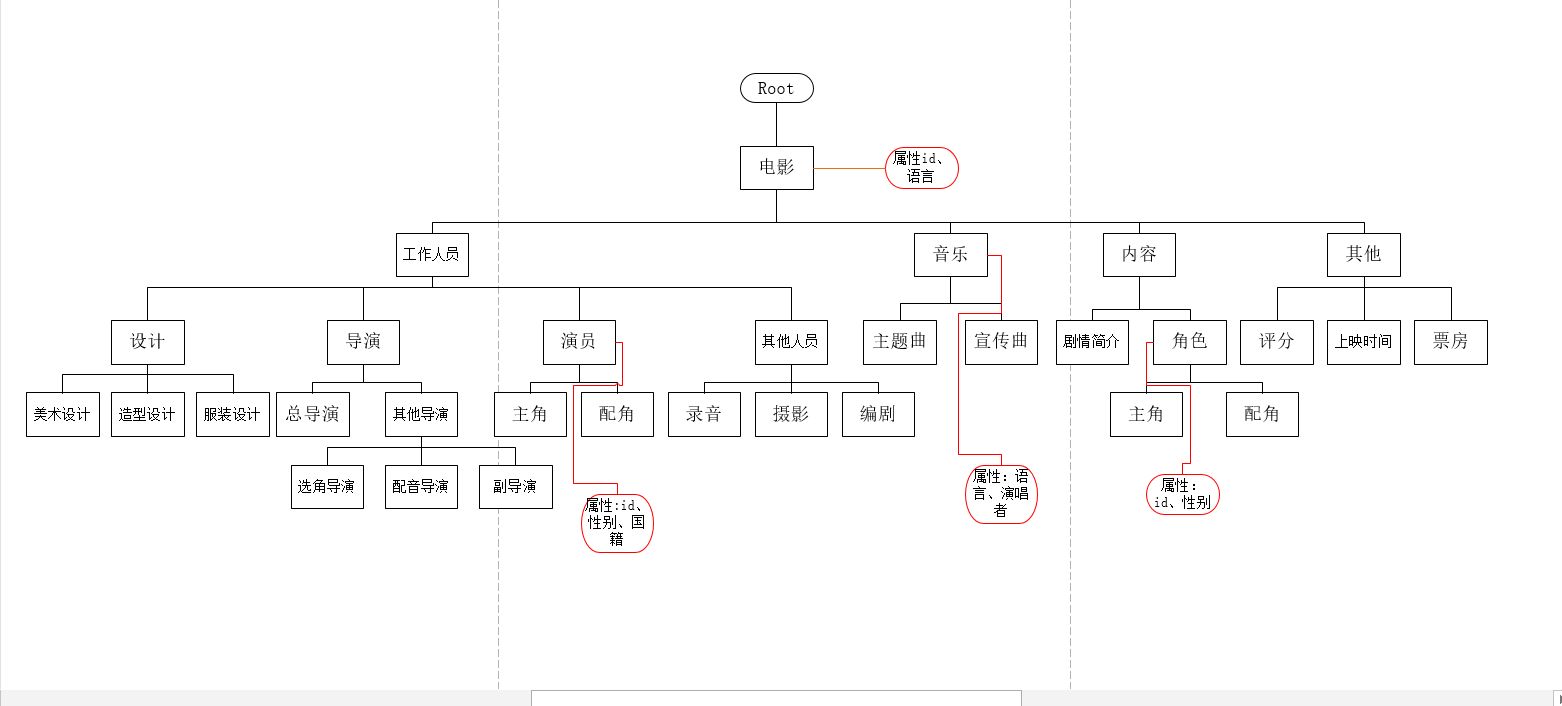 Root
电影
属性id、
语言
工作人员
音乐
内容
其他
设计
导演
演员
其他人员
主题曲
宣传曲
剧情简介
角色
评分
上映时间
票房
美术设计
造型设计
服装设计
总导演
其他导演
主角
配角
录音
摄影
编剧
主角
配角
选角导演
配音导演
副导演
属性:id、
性别、国
籍
属性：语
言、演唱
者
属性：
id、性别